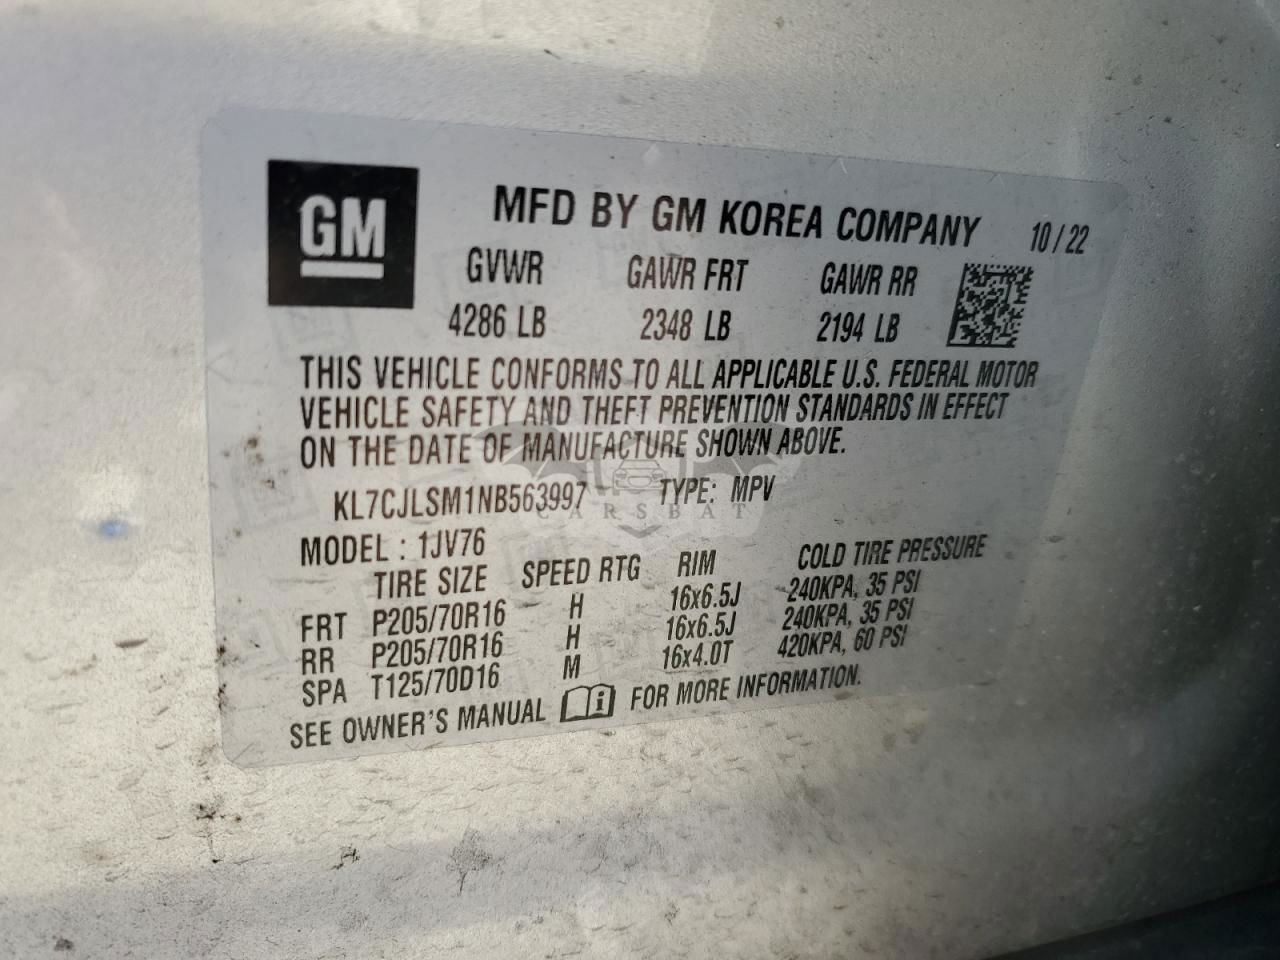 GM
MFD BY GM KOREA COMPANY 10/22
GVWR GAWR FRT GAWR RR
4286 LB 2348 LB 2194 LB
THIS VEHICLE CONFORMS TO ALL APPLICABLE U.S. FEDERAL MOTOR
VEHICLE SAFETY AND THEFT PREVENTION STANDARDS IN EFFECT
ON THE DATE OF MANUFACTURE SHOWN ABOVE.
KL7CJLSM1NB563997 TYPE: MPV
CARSBAT
MODEL : 1JV76
TIRE SIZE SPEED RTG RIM COLD TIRE PRESSURE
FRT P205/70R16 H 16x6.5J 240KPA, 35 PSI
RR P205/70R16 H 16x6.5J 240KPA, 35 PSI
SPA T125/70D16 M 16x4.0T 420KPA, 60 PSI
SEE OWNER'S MANUAL i FOR MORE INFORMATION.